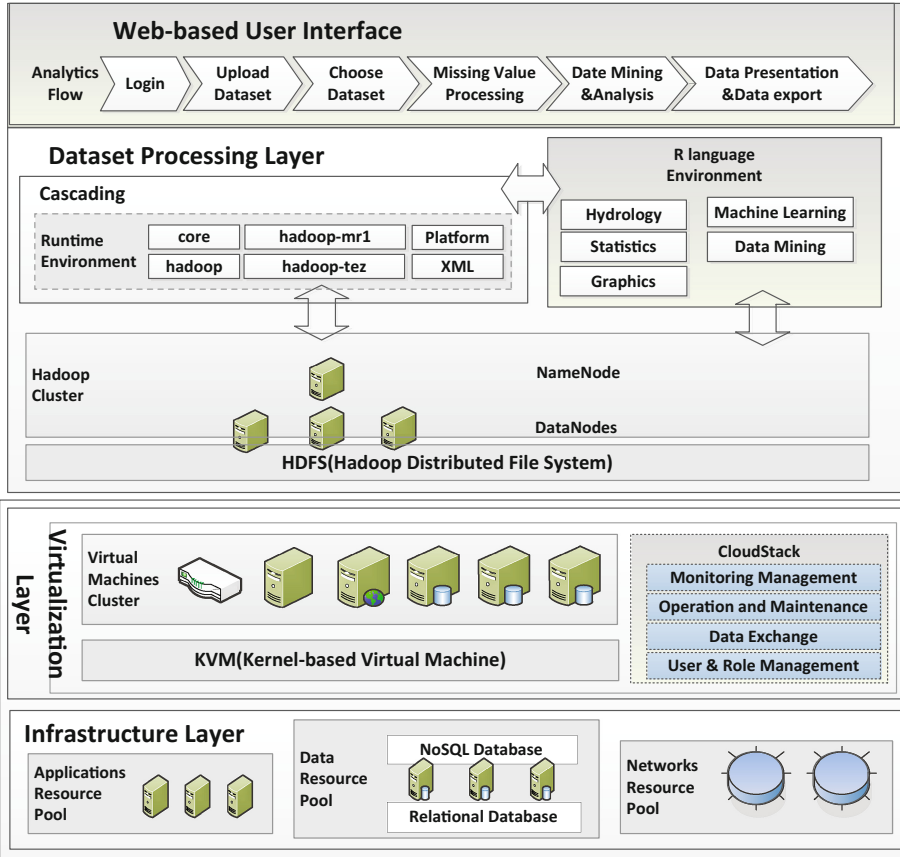 Web-based User Interface
Analytics
Flow
Login
Upload
Dataset
Choose
Dataset
Missing Value
Processing
Date Mining
&Analysis
Data Presentation
&Data export
Dataset Processing Layer
Cascading
Runtime
Environment
core
hadoop-mr1
Platform
hadoop
hadoop-tez
XML
R language
Environment
Hydrology
Machine Learning
Statistics
Data Mining
Graphics
Hadoop
Cluster
NameNode
DataNodes
HDFS(Hadoop Distributed File System)
Virtualization
Layer
Virtual
Machines
Cluster
KVM(Kernel-based Virtual Machine)
CloudStack
Monitoring Management
Operation and Maintenance
Data Exchange
User & Role Management
Infrastructure Layer
Applications
Resource
Pool
Data
Resource
Pool
NoSQL Database
Relational Database
Networks
Resource
Pool